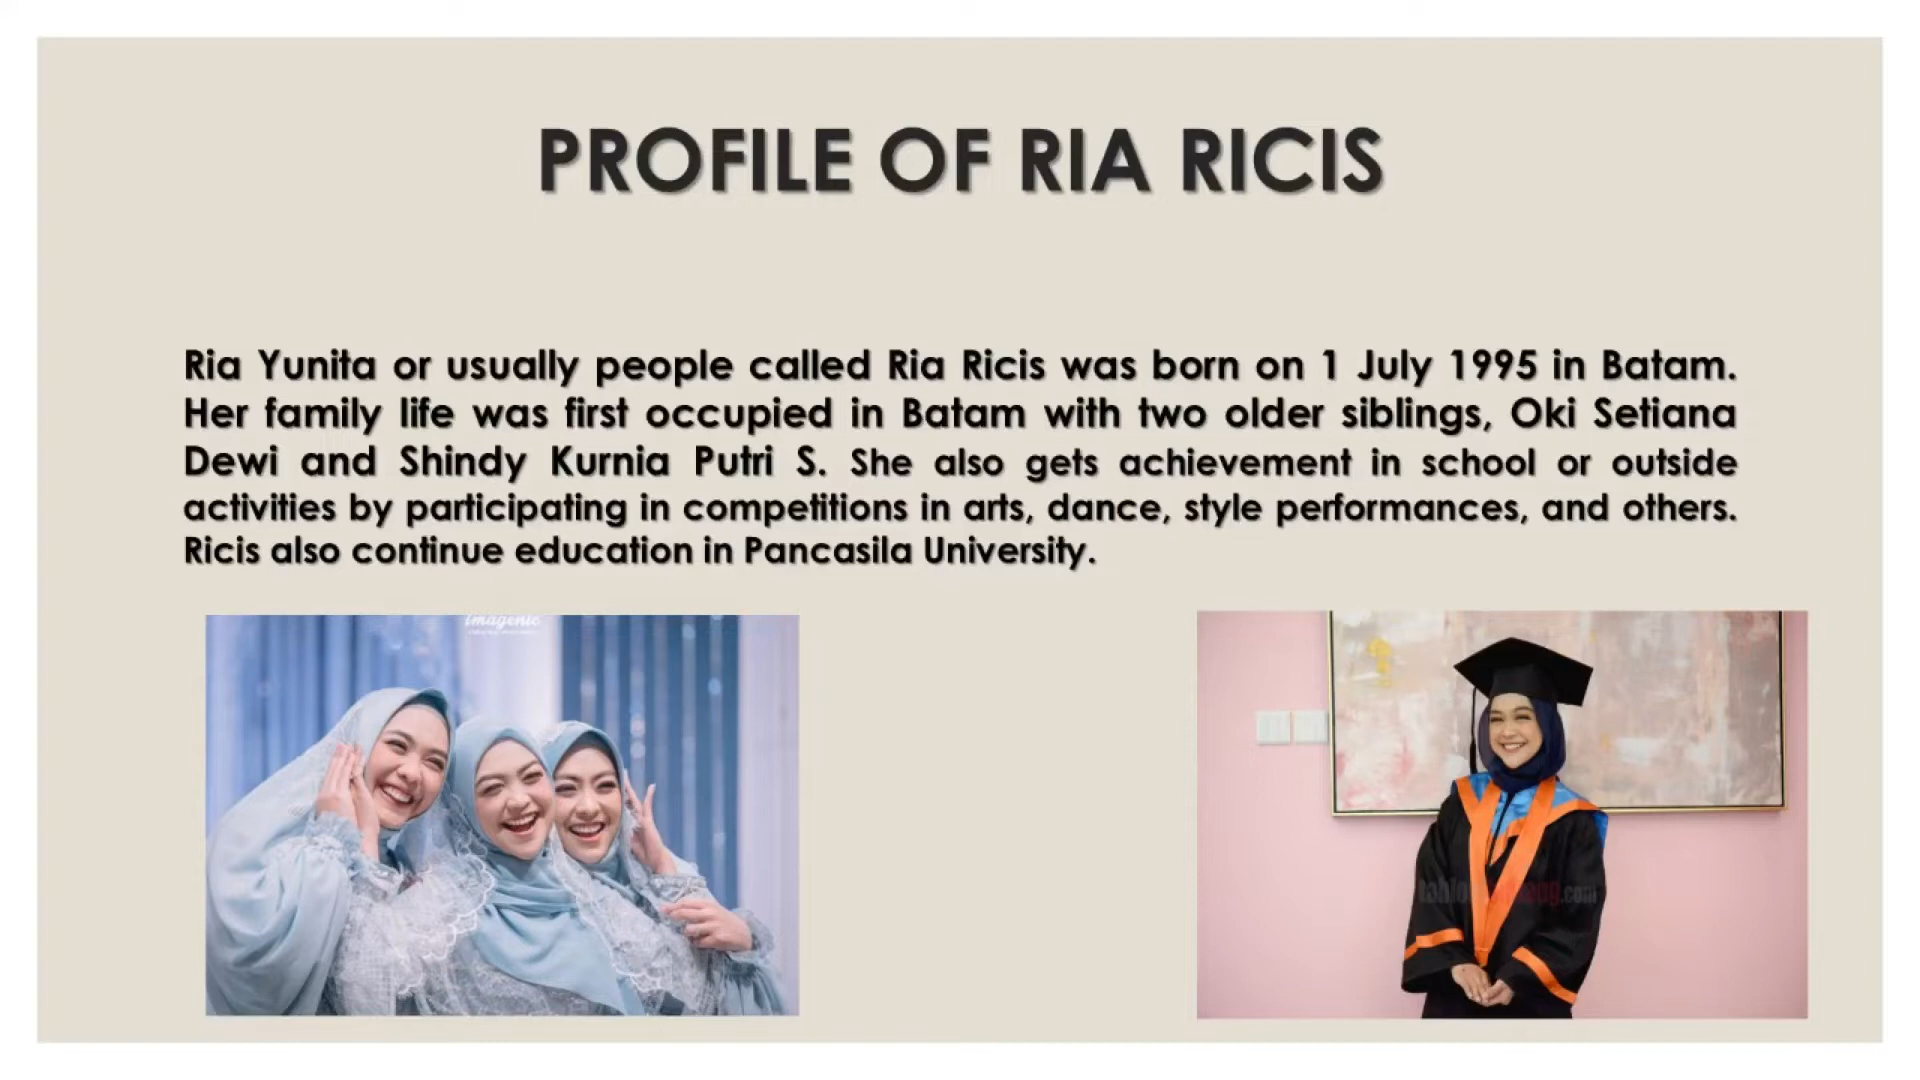 PROFILE OF RIA RICIS
Ria Yunita or usually people called Ria Ricis was born on 1 July 1995 in Batam.
Her family life was first occupied in Batam with two older siblings, Oki Setiana
Dewi and Shindy Kurnia Putri S. She also gets achievement in school or outside
activities by participating in competitions in arts, dance, style performances, and others.
Ricis also continue education in Pancasila University.
imagenic
.com